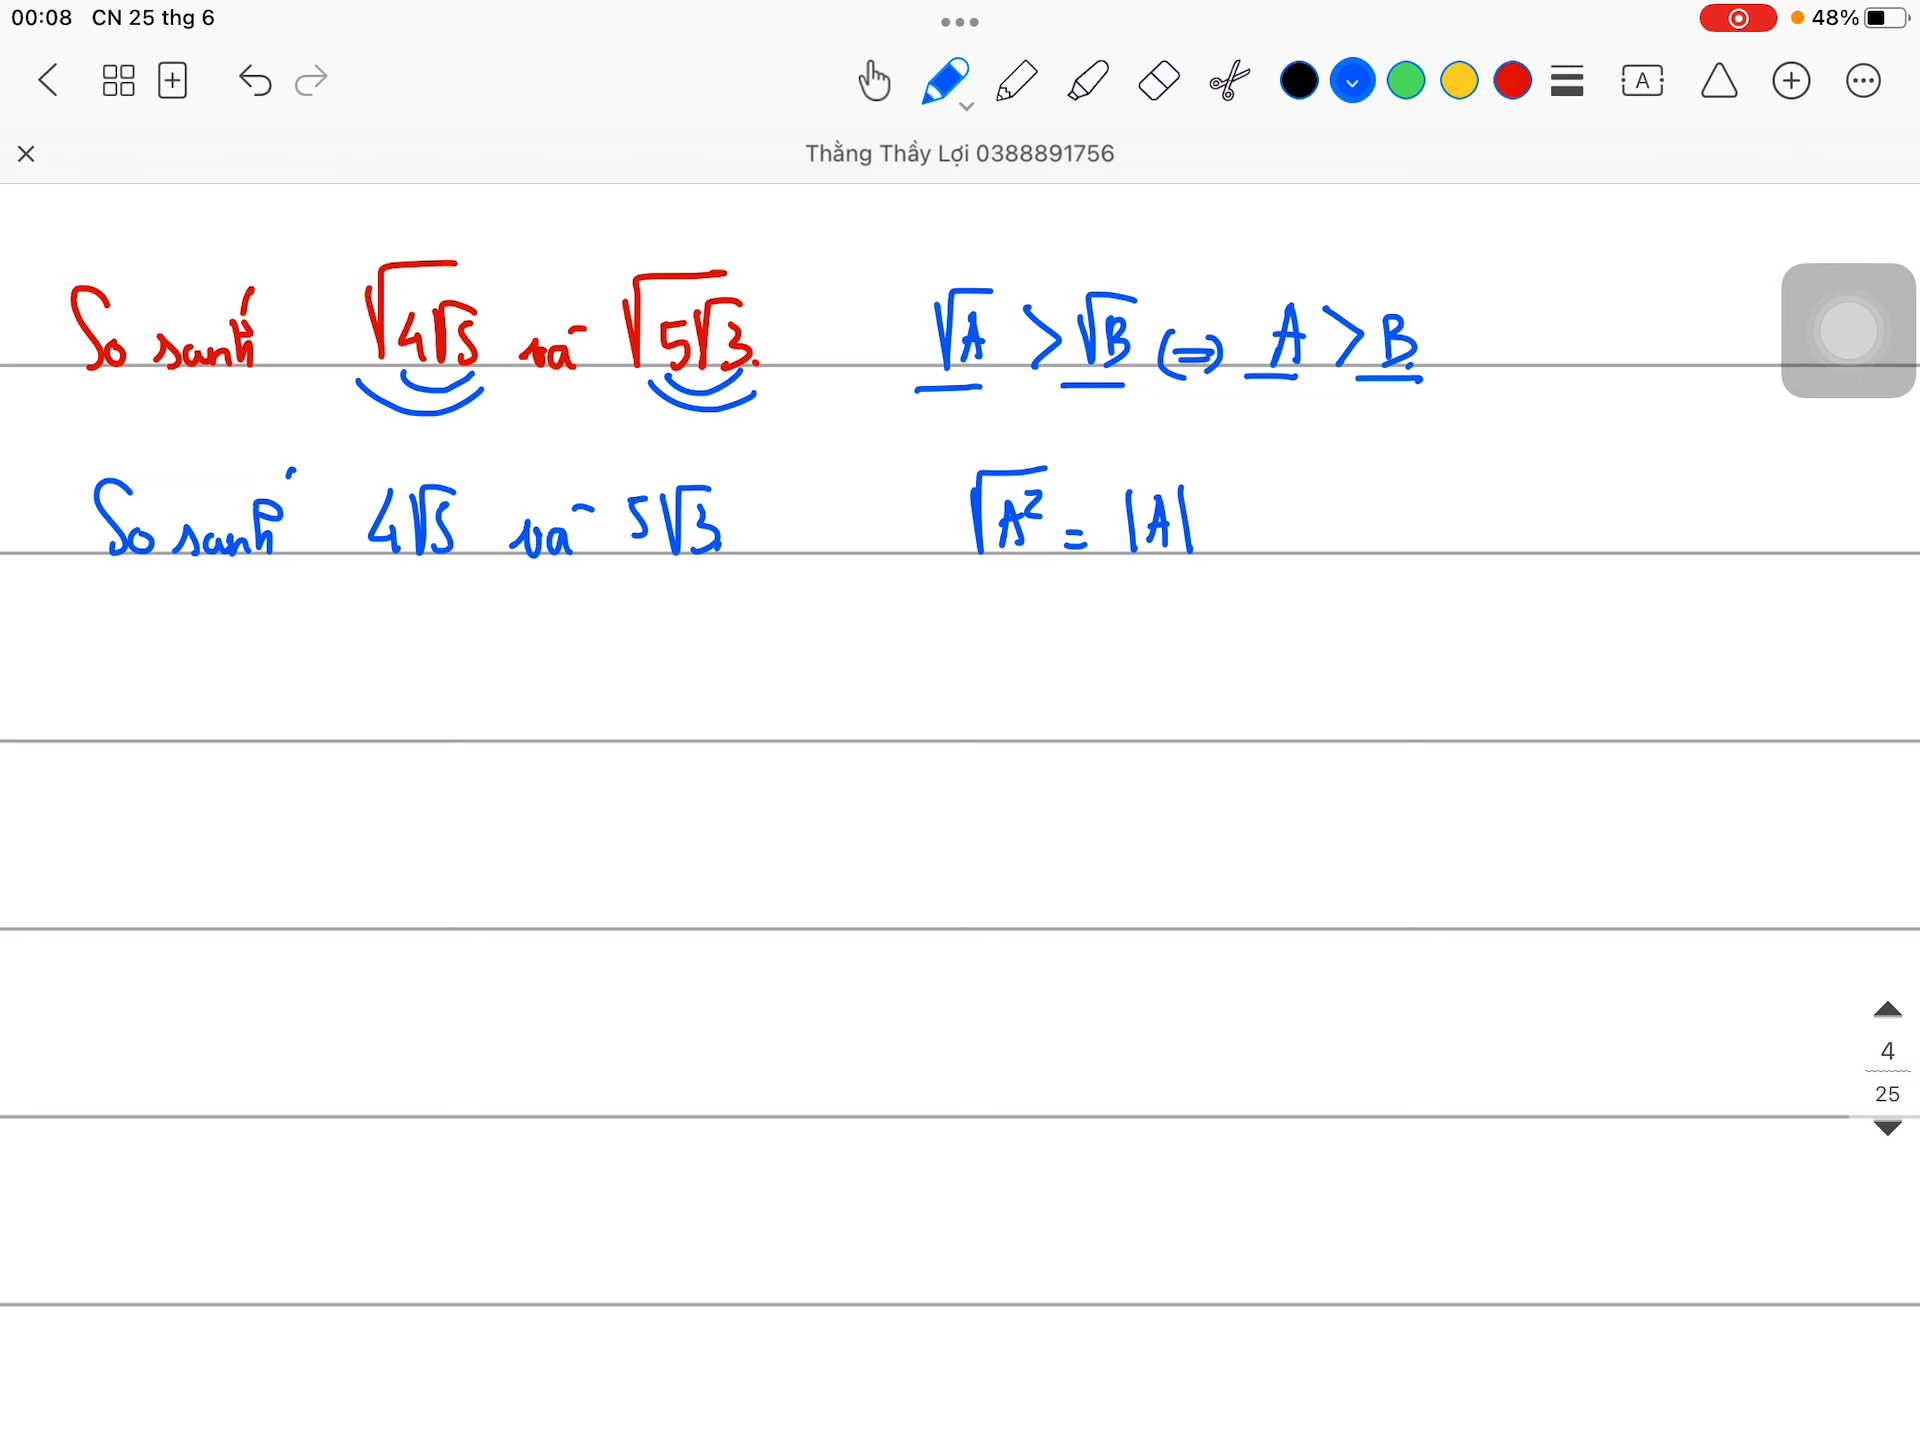 00:08 CN 25 thg 6 48%
A
Thằng Thầy Lợi 0388891756
So sánh √(4√5) và √(5√3). √A > √B (=) A > B
So sánh 4√5 và 5√3 √(A²) = |A|
4
25